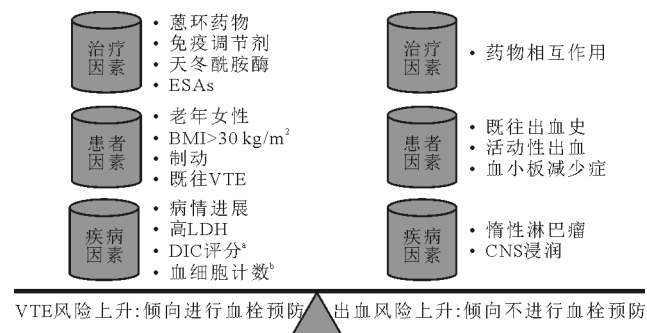 治疗
因素
• 蒽环药物
• 免疫调节剂
• 天冬酰胺酶
• ESAs
治疗
因素
• 药物相互作用
患者
因素
• 老年女性
• BMI>30 kg/m²
• 制动
• 既往VTE
患者
因素
• 既往出血史
• 活动性出血
• 血小板减少症
疾病
因素
• 病情进展
• 高LDH
• DIC评分ᵃ
• 血细胞计数ᵇ
疾病
因素
• 惰性淋巴瘤
• CNS浸润
VTE风险上升:倾向进行血栓预防
出血风险上升:倾向不进行血栓预防